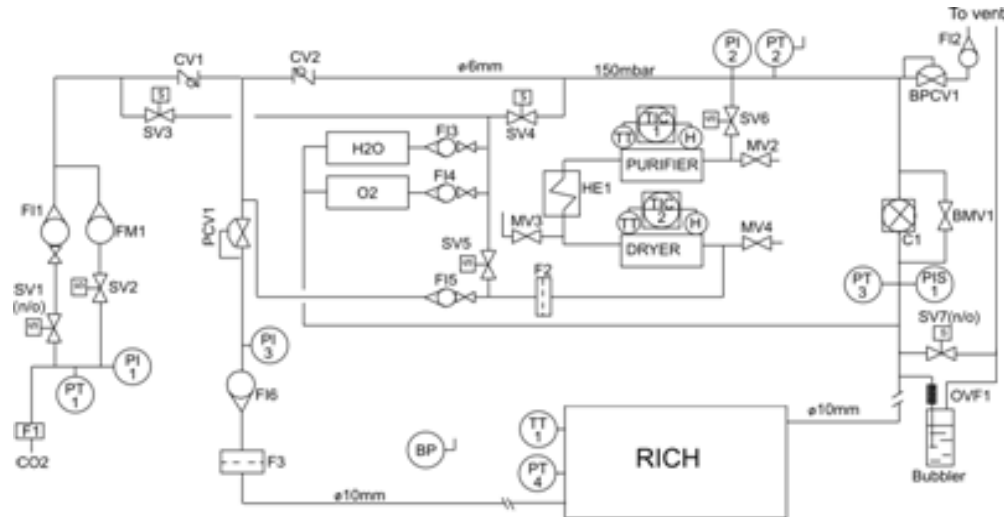 To vent
CV1
CV2
ø6mm
150mbar
PI
2
PT
2
FI2
BPCV1
S
SV3
S
SV4
H2O
FI3
TIC
1
TT
H
SV6
PURIFIER
MV2
O2
FI4
HE1
TIC
2
TT
H
MV3
DRYER
MV4
C1
BMV1
FI1
FM1
PCV1
SV5
F2
FI5
PT
3
PIS
1
SV1
(n/o)
SV2
SV7(n/o)
S
PI
3
PI
1
PT
1
FI6
OVF1
ø10mm
F1
CO2
F3
BP
TT
1
PT
4
RICH
Bubbler
ø10mm